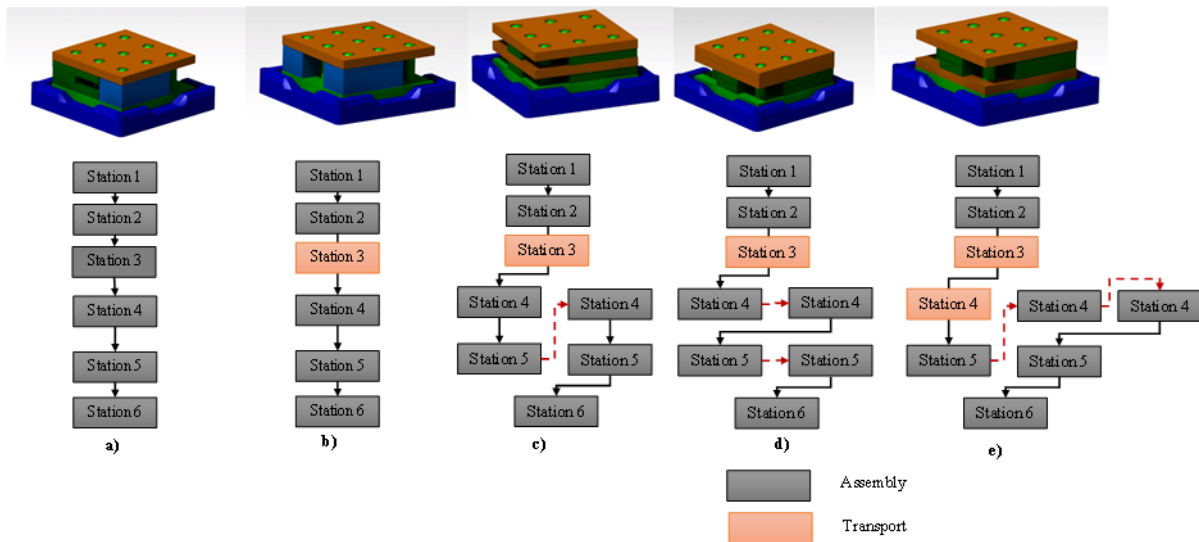 Station 1
Station 2
Station 3
Station 4
Station 5
Station 6
a)
Station 1
Station 2
Station 3
Station 4
Station 5
Station 6
b)
Station 1
Station 2
Station 3
Station 4
Station 4
Station 5
Station 5
Station 6
c)
Station 1
Station 2
Station 3
Station 4
Station 4
Station 5
Station 5
Station 6
d)
Station 1
Station 2
Station 3
Station 4
Station 4
Station 4
Station 5
Station 5
Station 6
e)
Assembly
Transport